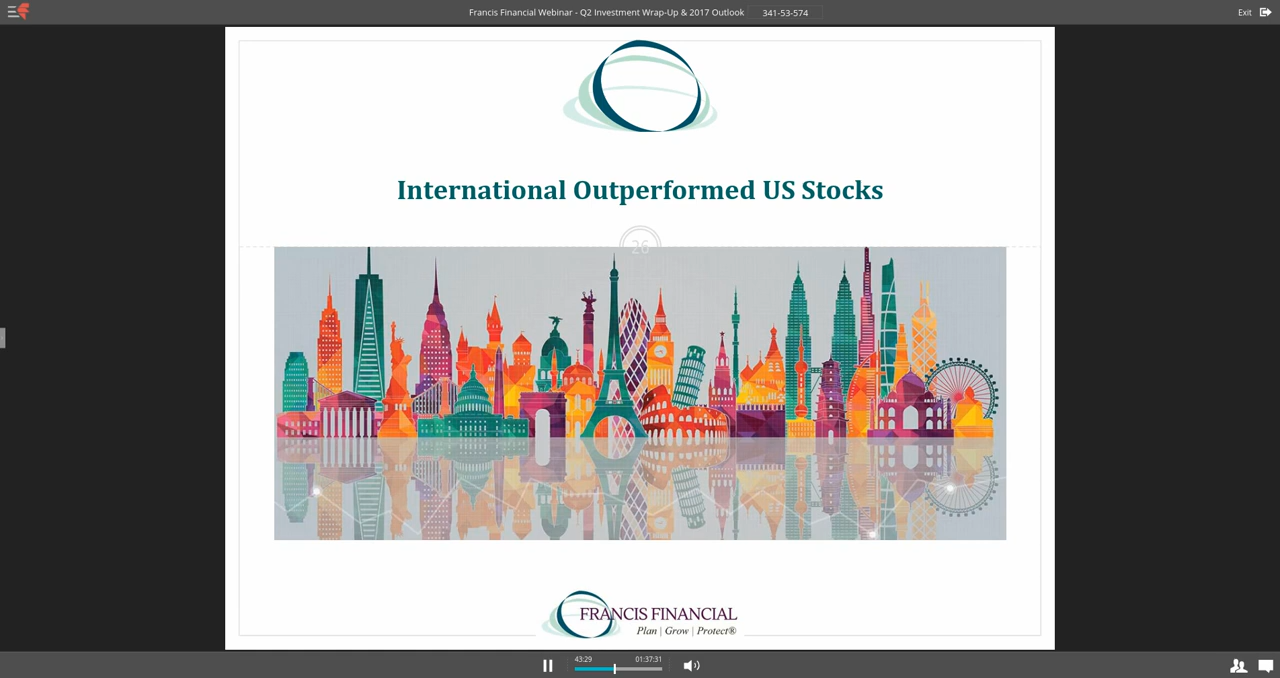 Francis Financial Webinar - Q2 Investment Wrap-Up & 2017 Outlook 341-53-574 Exit
International Outperformed US Stocks
26
FRANCIS FINANCIAL
Plan | Grow | Protect®
43:29 01:37:31